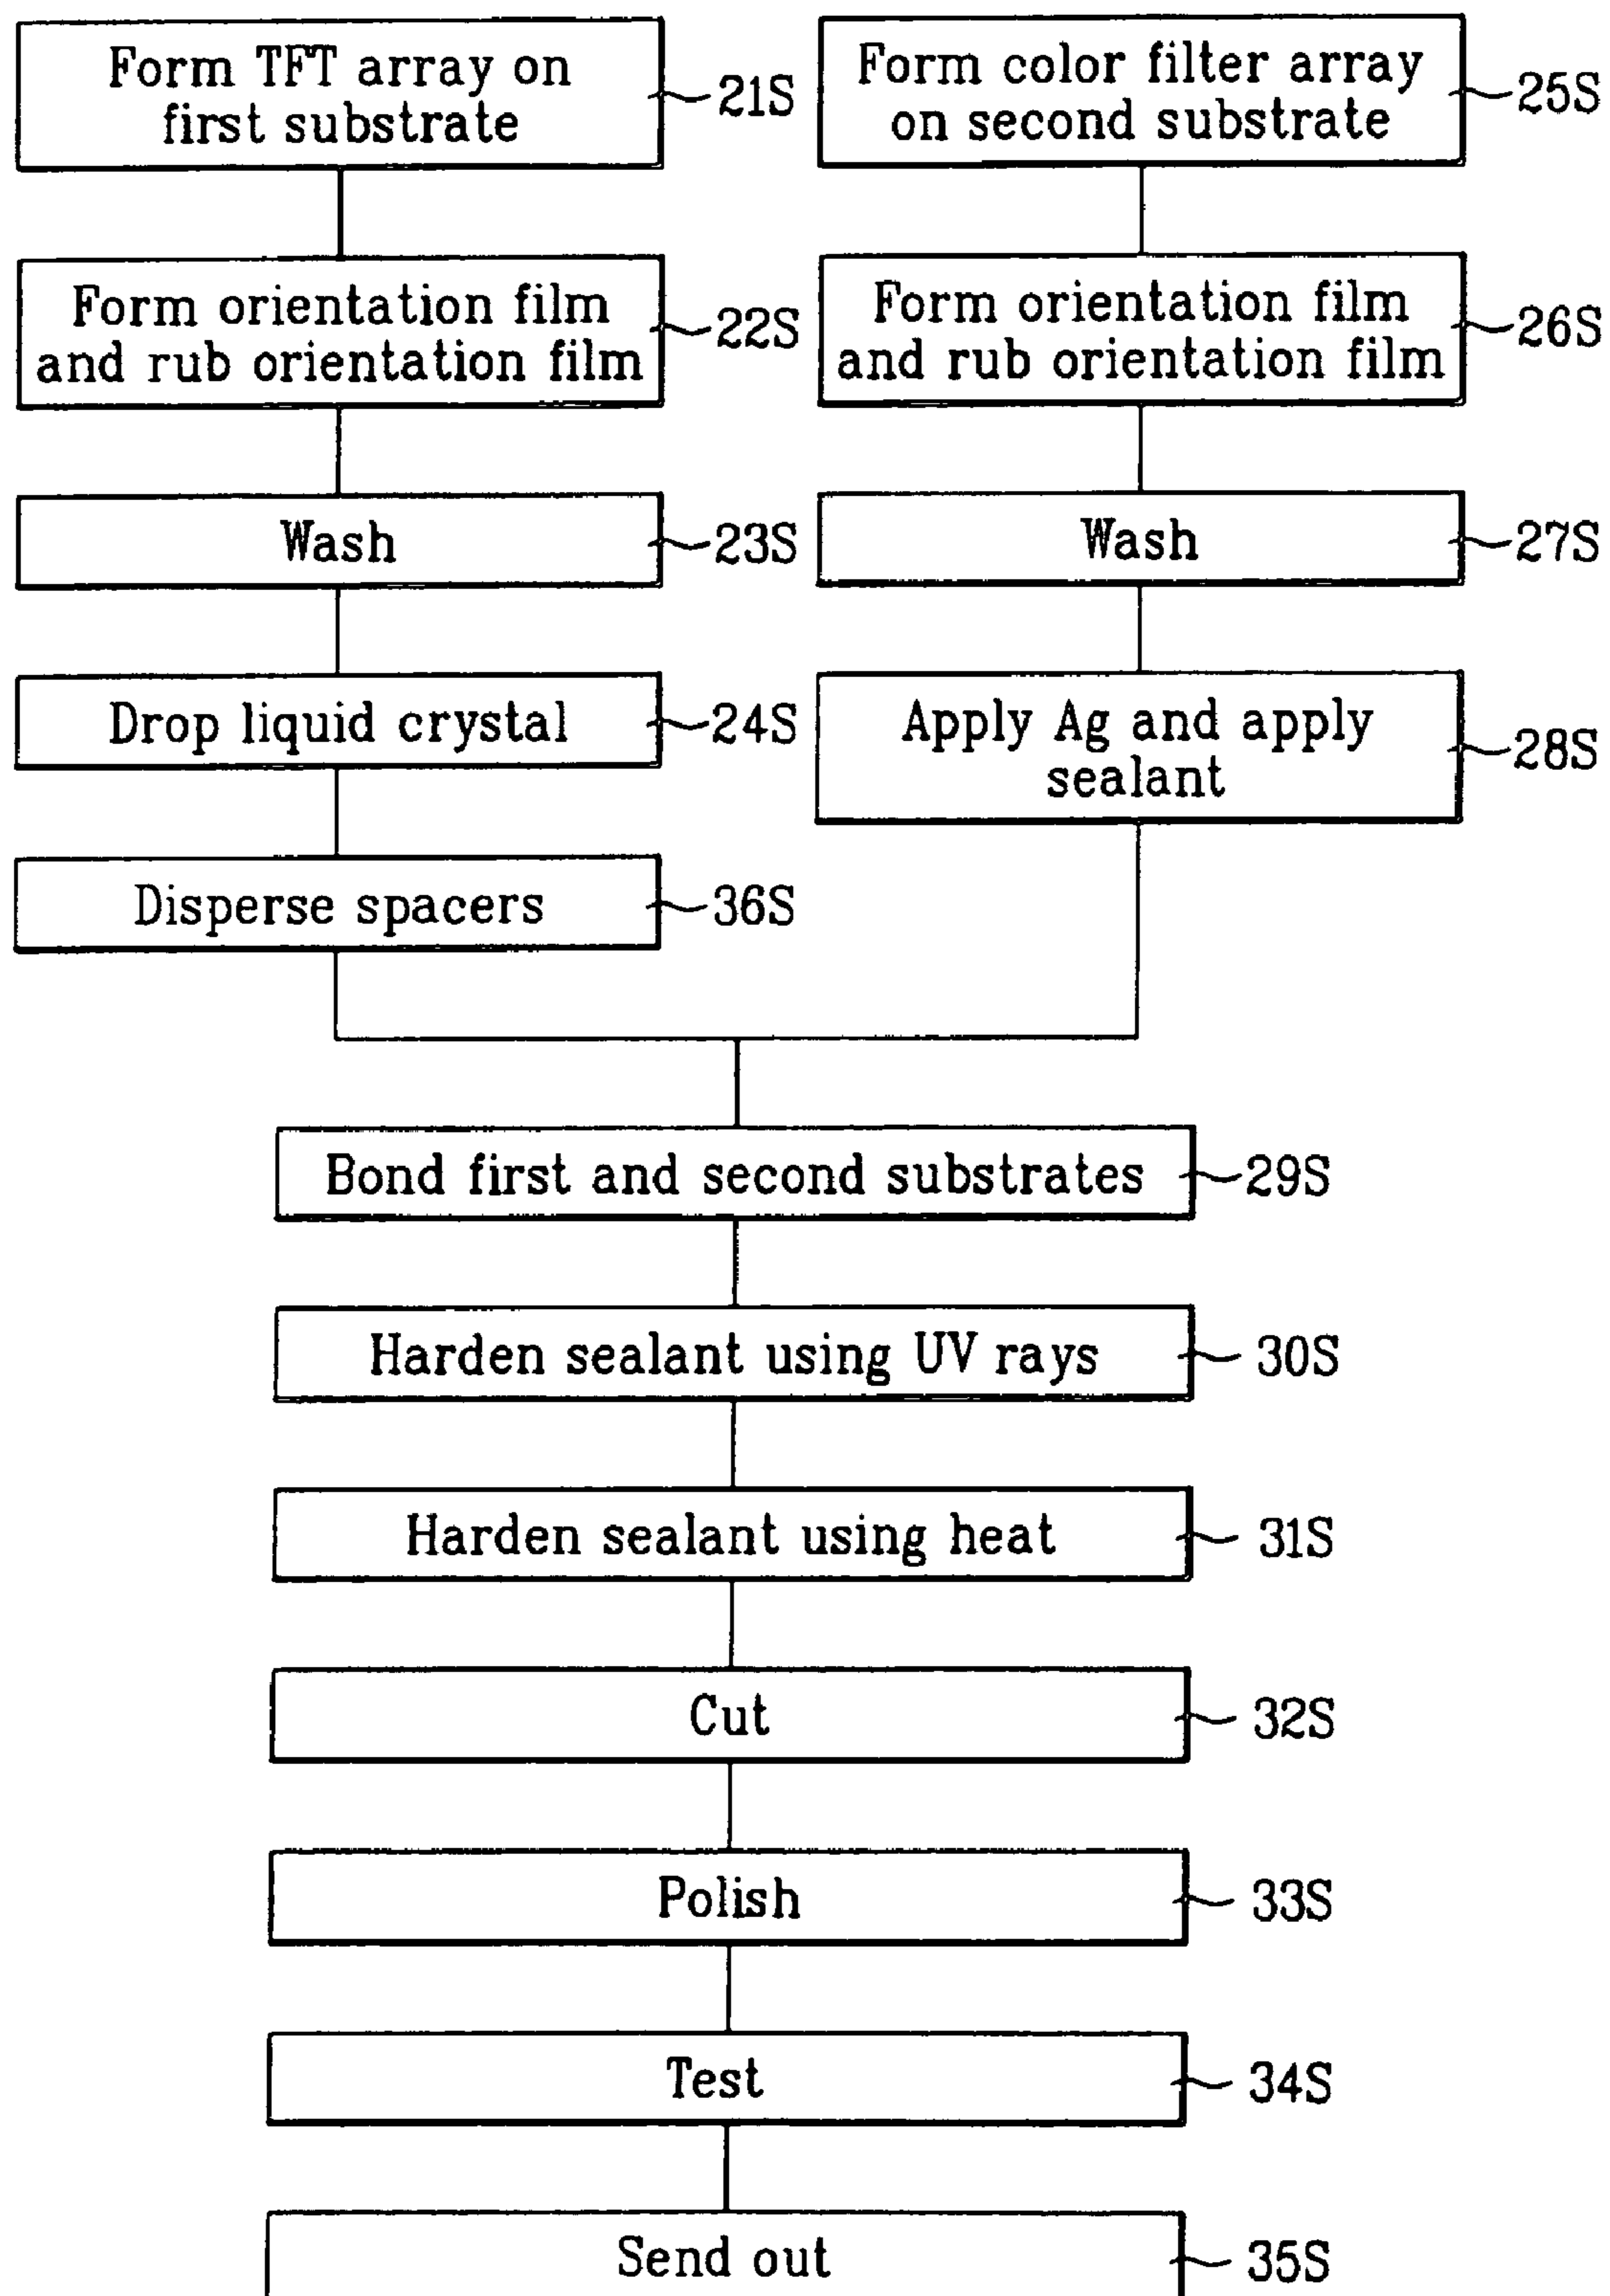 Form TFT array on
first substrate
21S
Form orientation film
and rub orientation film
22S
Wash
23S
Drop liquid crystal
24S
Disperse spacers
36S
Form color filter array
on second substrate
25S
Form orientation film
and rub orientation film
26S
Wash
27S
Apply Ag and apply
sealant
28S
Bond first and second substrates
29S
Harden sealant using UV rays
30S
Harden sealant using heat
31S
Cut
32S
Polish
33S
Test
34S
Send out
35S